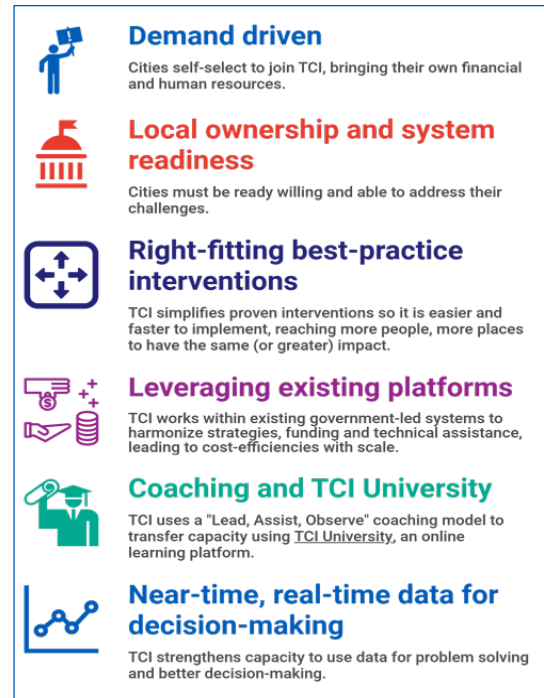 Demand driven
Cities self-select to join TCI, bringing their own financial
and human resources.
Local ownership and system
readiness
Cities must be ready willing and able to address their
challenges.
Right-fitting best-practice
interventions
TCI simplifies proven interventions so it is easier and
faster to implement, reaching more people, more places
to have the same (or greater) impact.
Leveraging existing platforms
TCI works within existing government-led systems to
harmonize strategies, funding and technical assistance,
leading to cost-efficiencies with scale.
Coaching and TCI University
TCI uses a "Lead, Assist, Observe" coaching model to
transfer capacity using TCI University, an online
learning platform.
Near-time, real-time data for
decision-making
TCI strengthens capacity to use data for problem solving
and better decision-making.